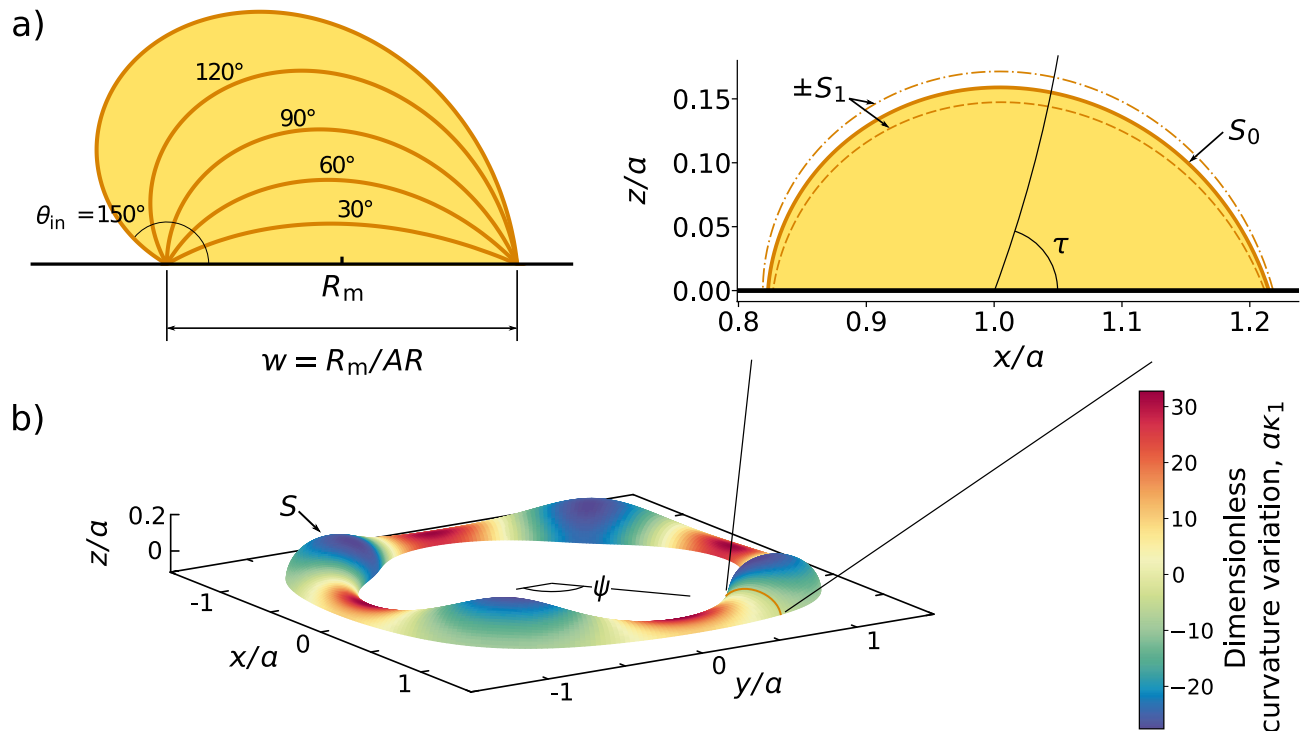 a)
120°
90°
60°
30°
θin =150°
Rm
w = Rm/AR
z/a
0.15
0.10
0.05
0.00
±S1
S0
τ
0.8
0.9
1.0
1.1
1.2
x/a
b)
S
z/a
0.2
0
-1
0
1
x/a
ψ
-1
0
1
y/a
30
20
10
0
−10
−20
Dimensionless
curvature variation, aκ1